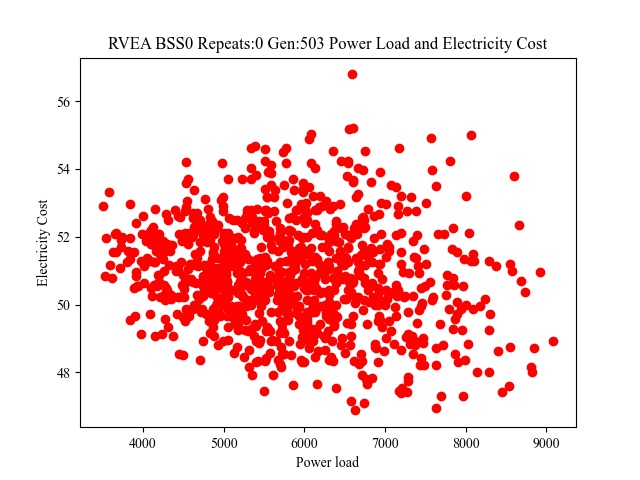 RVEA BSS0 Repeats:0 Gen:503 Power Load and Electricity Cost
56
54
52
50
48
Electricity Cost
4000 5000 6000 7000 8000 9000
Power load